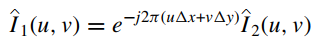 Î₁(u, v) = e^{−j2π(uΔx+vΔy)}Î₂(u, v)